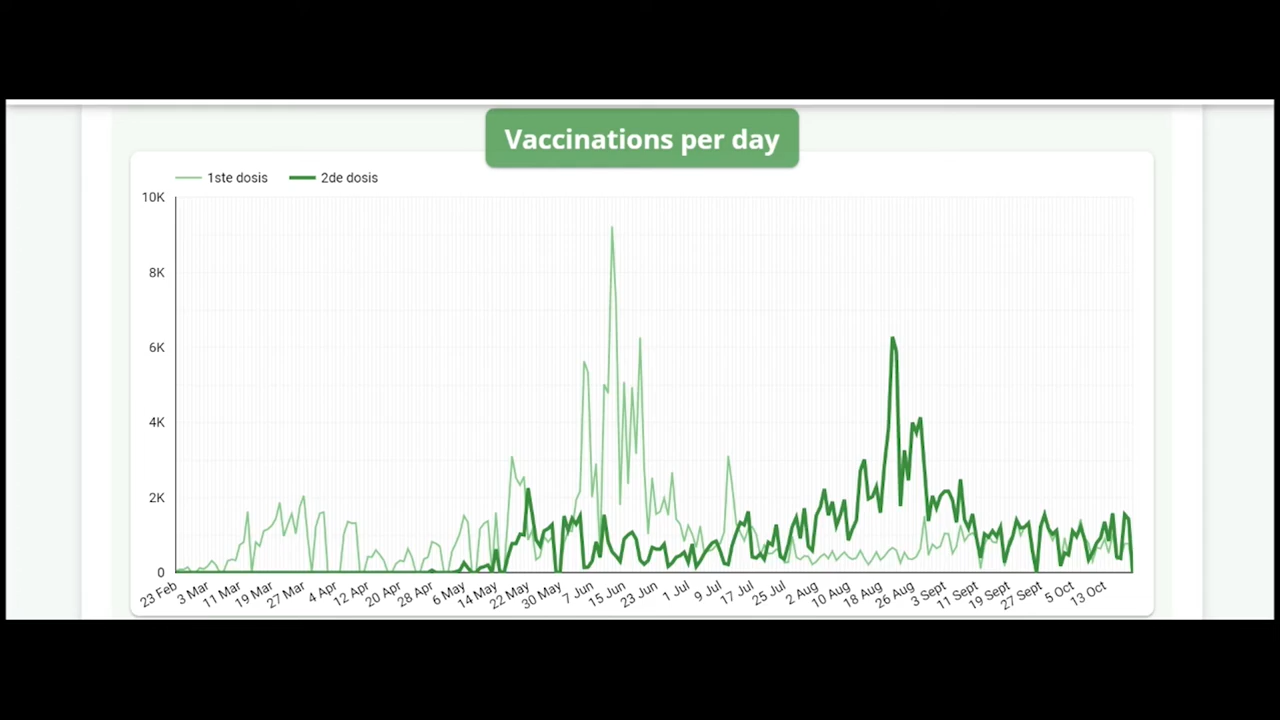 Vaccinations per day
1ste dosis 2de dosis
10K
8K
6K
4K
2K
0
23 Feb 3 Mar 11 Mar 19 Mar 27 Mar 4 Apr 12 Apr 20 Apr 28 Apr 6 May 14 May 22 May 30 May 7 Jun 15 Jun 23 Jun 1 Jul 9 Jul 17 Jul 25 Jul 2 Aug 10 Aug 18 Aug 26 Aug 3 Sept 11 Sept 19 Sept 27 Sept 5 Oct 13 Oct